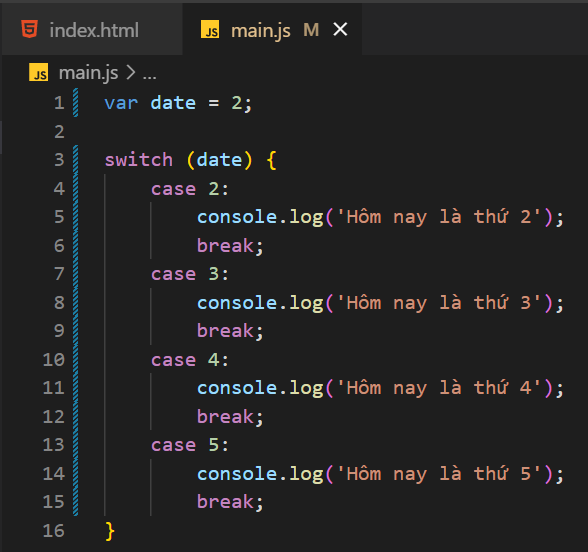 index.html main.js M
JS main.js > ...
1 var date = 2;
2
3 switch (date) {
4 case 2:
5 console.log('Hôm nay là thứ 2');
6 break;
7 case 3:
8 console.log('Hôm nay là thứ 3');
9 break;
10 case 4:
11 console.log('Hôm nay là thứ 4');
12 break;
13 case 5:
14 console.log('Hôm nay là thứ 5');
15 break;
16 }